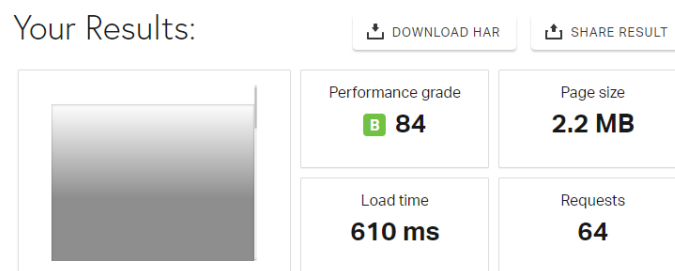 Your Results:
DOWNLOAD HAR
SHARE RESULT
Performance grade
B 84
Page size
2.2 MB
Load time
610 ms
Requests
64